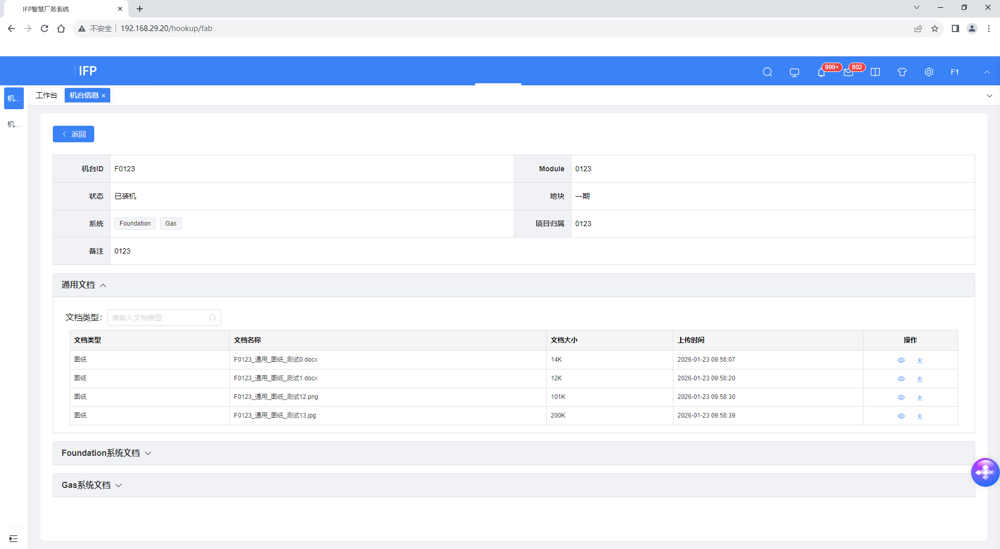 IFP智慧厂务系统
不安全 192.168.29.20/hookup/fab
IFP
999+ 802 F1
机... 工作台 机台信息
机...
返回
机台ID F0123 Module 0123
状态 已装机 地块 一期
系统 Foundation Gas 项目归属 0123
备注 0123
通用文档
文档类型： 请输入文档类型
文档类型 文档名称 文档大小 上传时间 操作
图纸 F0123_通用_图纸_测试0.docx 14K 2026-01-23 09:58:07
图纸 F0123_通用_图纸_测试1.docx 12K 2026-01-23 09:58:20
图纸 F0123_通用_图纸_测试12.png 101K 2026-01-23 09:58:30
图纸 F0123_通用_图纸_测试13.jpg 200K 2026-01-23 09:58:39
Foundation系统文档
Gas系统文档